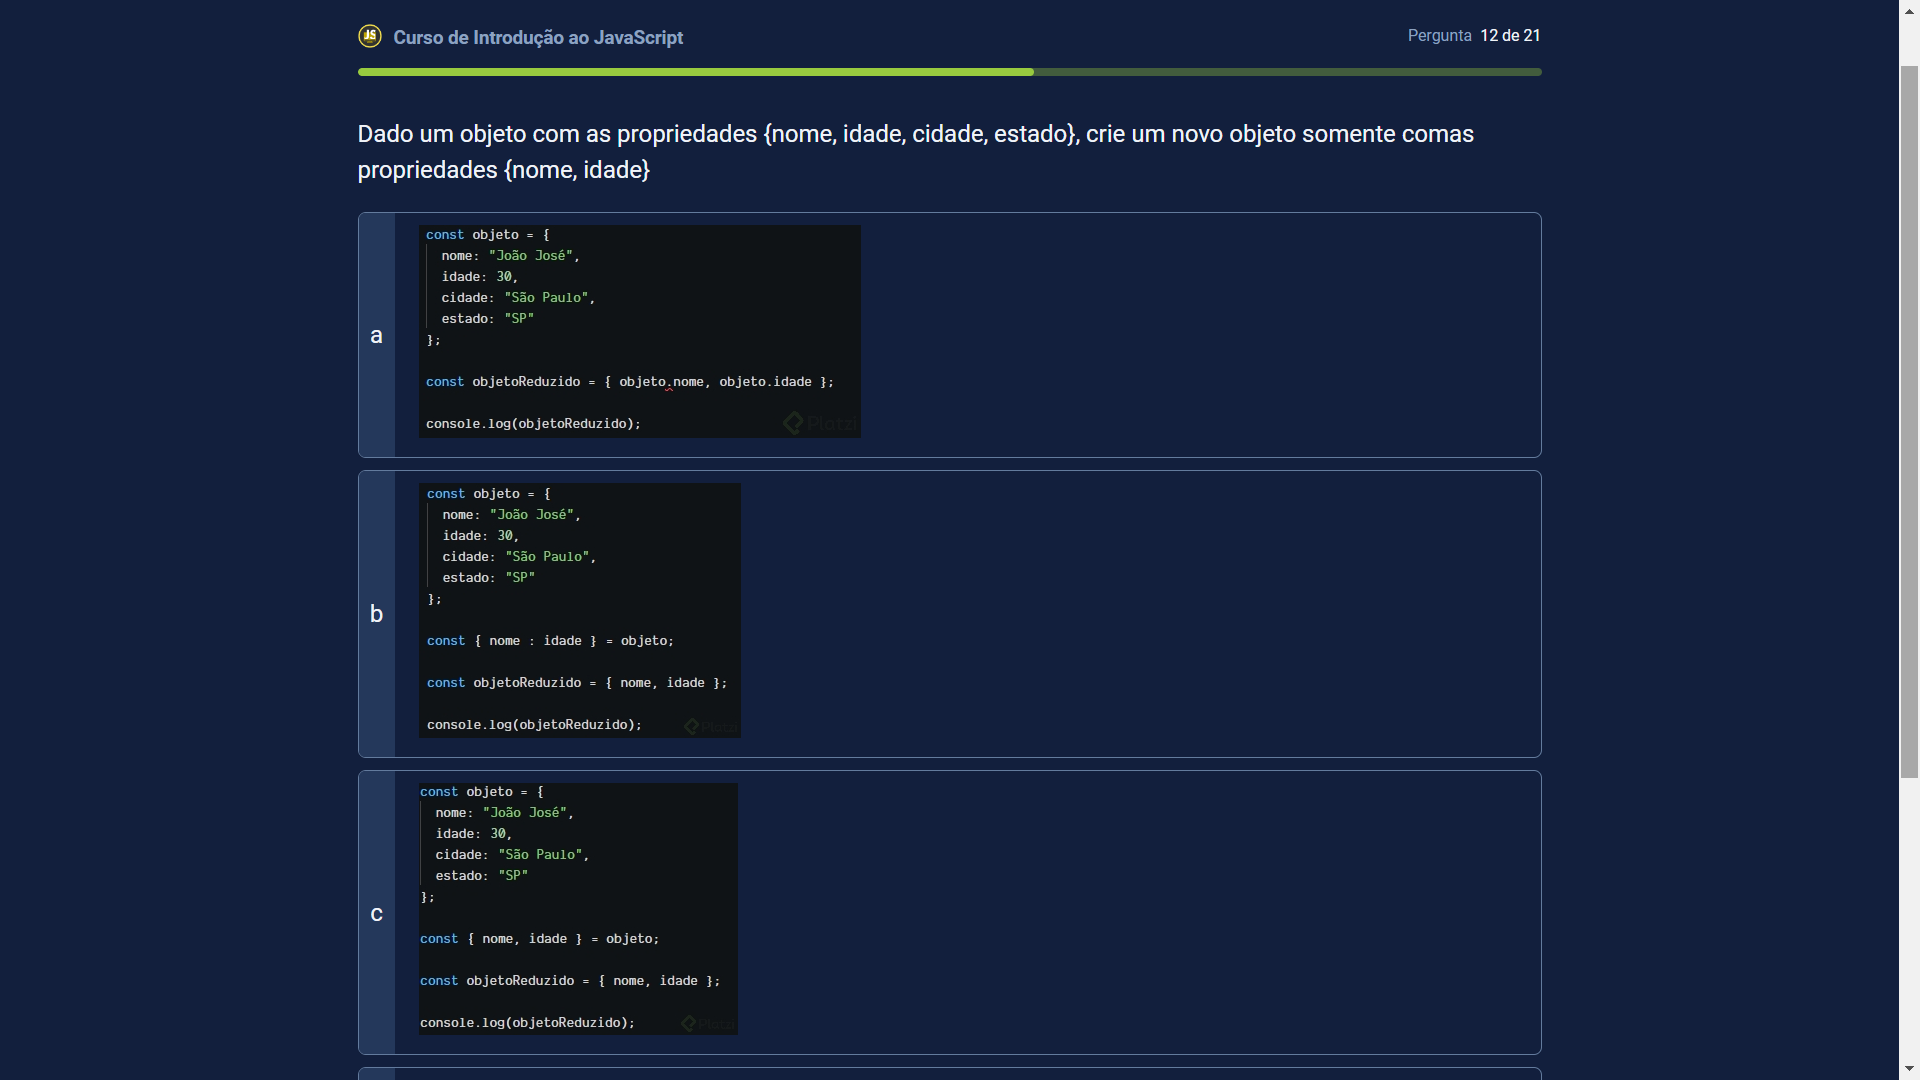 JS
Curso de Introdução ao JavaScript
Pergunta 12 de 21
Dado um objeto com as propriedades {nome, idade, cidade, estado}, crie um novo objeto somente comas
propriedades {nome, idade}
a
const objeto = {
nome: "João José",
idade: 30,
cidade: "São Paulo",
estado: "SP"
};
const objetoReduzido = { objeto.nome, objeto.idade };
console.log(objetoReduzido);
Platzi
b
const objeto = {
nome: "João José",
idade: 30,
cidade: "São Paulo",
estado: "SP"
};
const { nome : idade } = objeto;
const objetoReduzido = { nome, idade };
console.log(objetoReduzido);
Platzi
c
const objeto = {
nome: "João José",
idade: 30,
cidade: "São Paulo",
estado: "SP"
};
const { nome, idade } = objeto;
const objetoReduzido = { nome, idade };
console.log(objetoReduzido);
Platzi